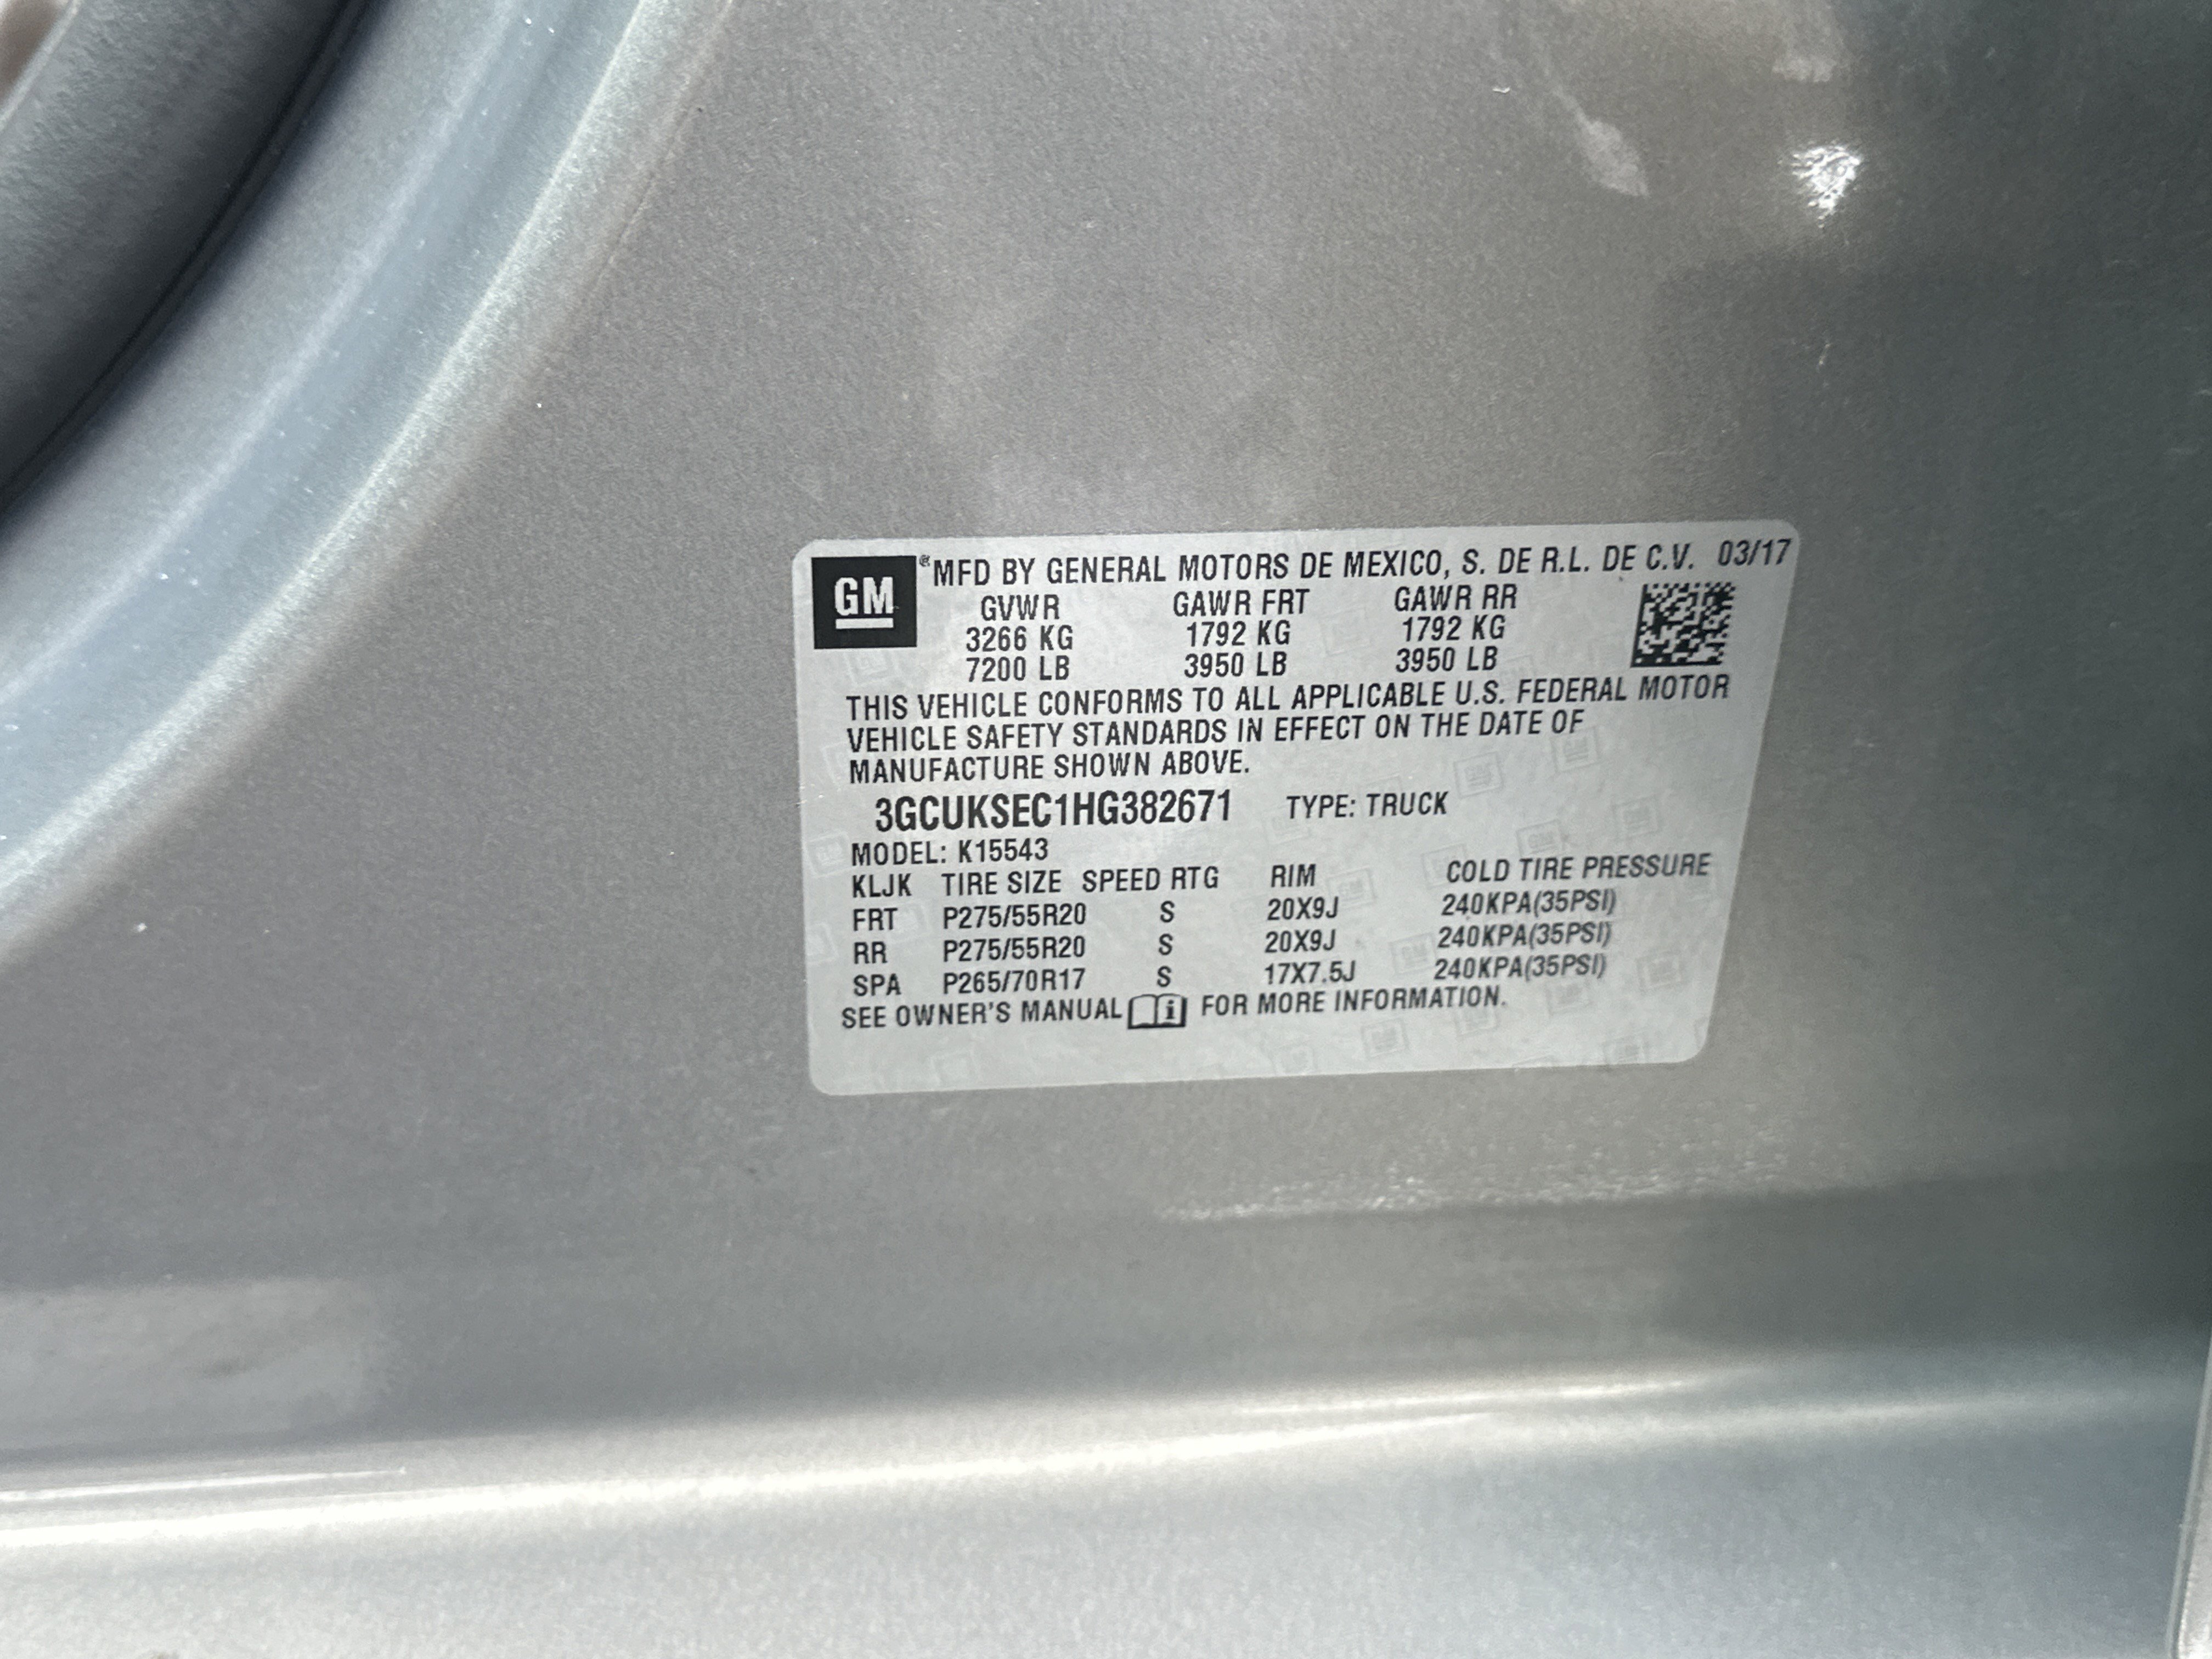 GM ® MFD BY GENERAL MOTORS DE MEXICO, S. DE R.L. DE C.V. 03/17
GVWR GAWR FRT GAWR RR
3266 KG 1792 KG 1792 KG
7200 LB 3950 LB 3950 LB
THIS VEHICLE CONFORMS TO ALL APPLICABLE U.S. FEDERAL MOTOR
VEHICLE SAFETY STANDARDS IN EFFECT ON THE DATE OF
MANUFACTURE SHOWN ABOVE.
3GCUKSEC1HG382671 TYPE: TRUCK
MODEL: K15543
KLJK TIRE SIZE SPEED RTG RIM COLD TIRE PRESSURE
FRT P275/55R20 S 20X9J 240KPA(35PSI)
RR P275/55R20 S 20X9J 240KPA(35PSI)
SPA P265/70R17 S 17X7.5J 240KPA(35PSI)
SEE OWNER'S MANUAL i FOR MORE INFORMATION.